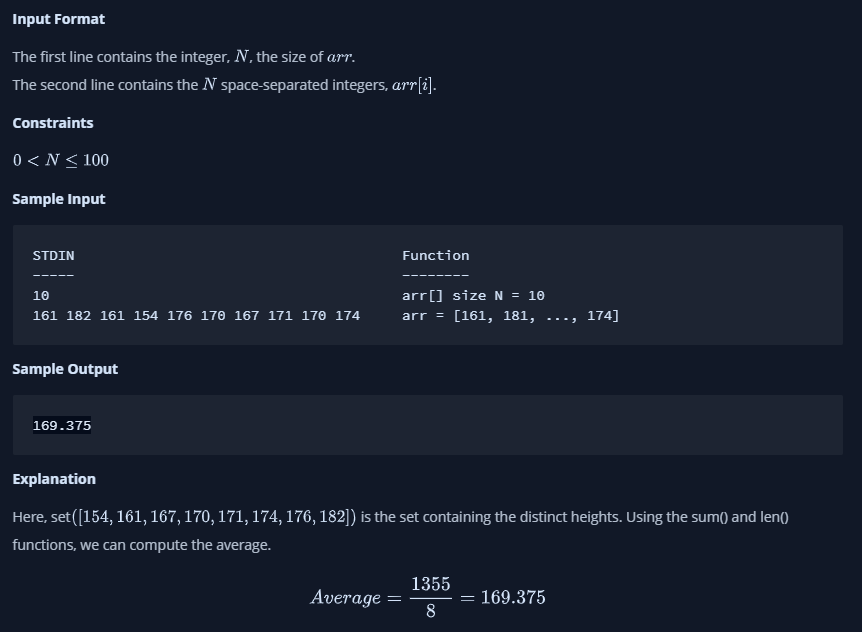 Input Format
The first line contains the integer, N, the size of arr.
The second line contains the N space-separated integers, arr[i].
Constraints
0 < N ≤ 100
Sample Input
STDIN Function
----- --------
10 arr[] size N = 10
161 182 161 154 176 170 167 171 170 174 arr = [161, 181, ..., 174]
Sample Output
169.375
Explanation
Here, set([154, 161, 167, 170, 171, 174, 176, 182]) is the set containing the distinct heights. Using the sum() and len()
functions, we can compute the average.
Average = 1355/8 = 169.375